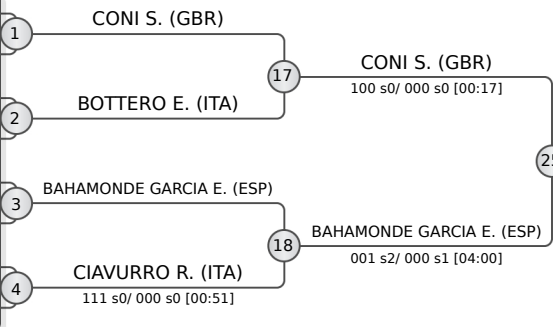 CONI S. (GBR)
1
17
CONI S. (GBR)
100 s0/ 000 s0 [00:17]
BOTTERO E. (ITA)
2
25
BAHAMONDE GARCIA E. (ESP)
3
18
BAHAMONDE GARCIA E. (ESP)
001 s2/ 000 s1 [04:00]
CIAVURRO R. (ITA)
4
111 s0/ 000 s0 [00:51]